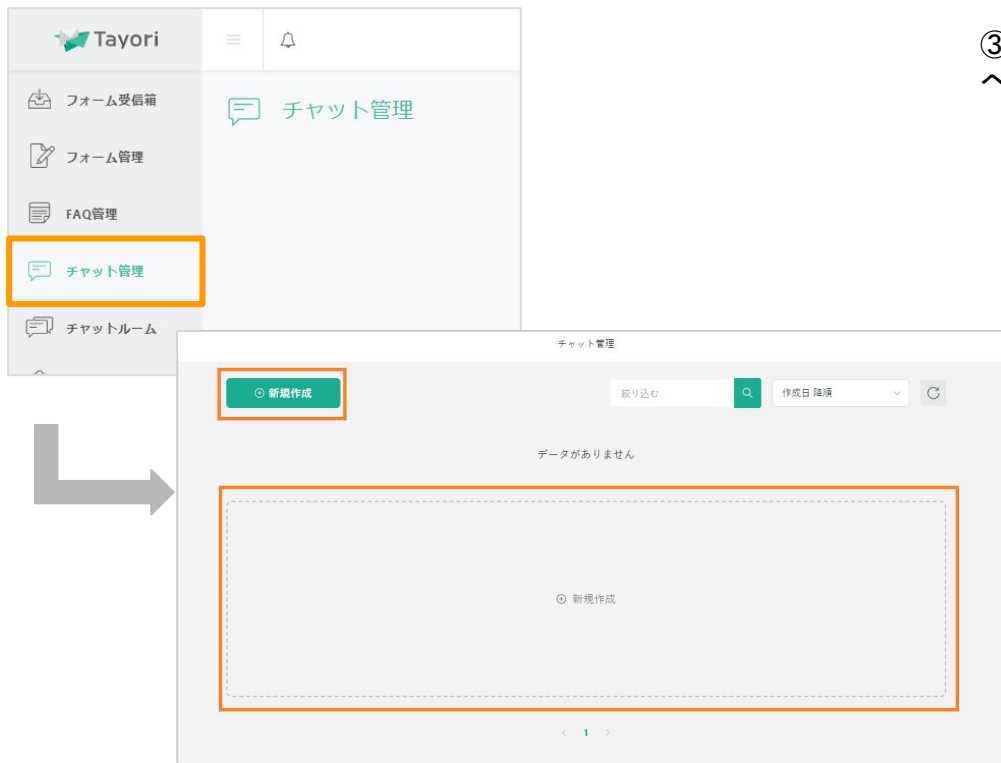 Tayori
③
へ
フォーム受信箱
チャット管理
フォーム管理
FAQ管理
チャット管理
チャットルーム
チャット管理
新規作成
絞り込む
作成日 降順
データがありません
新規作成
< 1 >